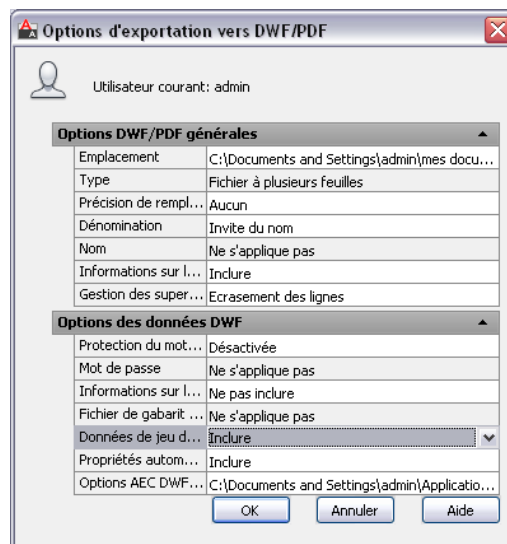 Options d'exportation vers DWF/PDF
Utilisateur courant: admin
Options DWF/PDF générales
Emplacement C:\Documents and Settings\admin\mes docu...
Type Fichier à plusieurs feuilles
Précision de rempl... Aucun
Dénomination Invite du nom
Nom Ne s'applique pas
Informations sur l... Inclure
Gestion des super... Ecrasement des lignes
Options des données DWF
Protection du mot... Désactivée
Mot de passe Ne s'applique pas
Informations sur l... Ne pas inclure
Fichier de gabarit ... Ne s'applique pas
Données de jeu d... Inclure
Propriétés autom... Inclure
Options AEC DWF... C:\Documents and Settings\admin\Applicatio...
OK Annuler Aide